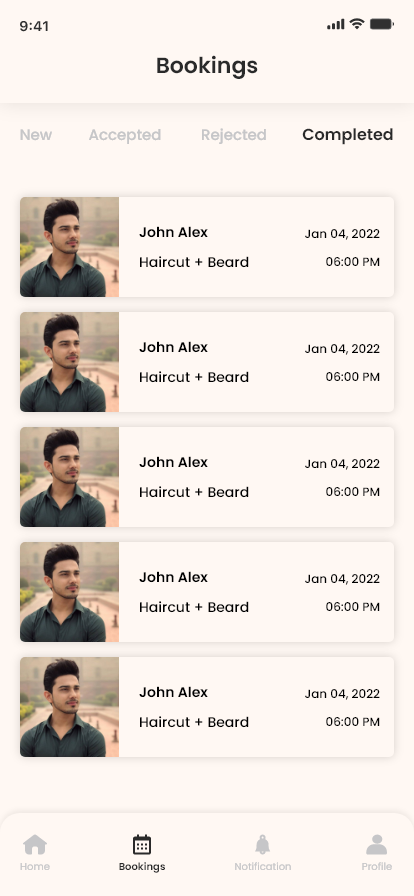 9:41
Bookings
New Accepted Rejected Completed
John Alex Jan 04, 2022
Haircut + Beard 06:00 PM
John Alex Jan 04, 2022
Haircut + Beard 06:00 PM
John Alex Jan 04, 2022
Haircut + Beard 06:00 PM
John Alex Jan 04, 2022
Haircut + Beard 06:00 PM
John Alex Jan 04, 2022
Haircut + Beard 06:00 PM
Home Bookings Notification Profile